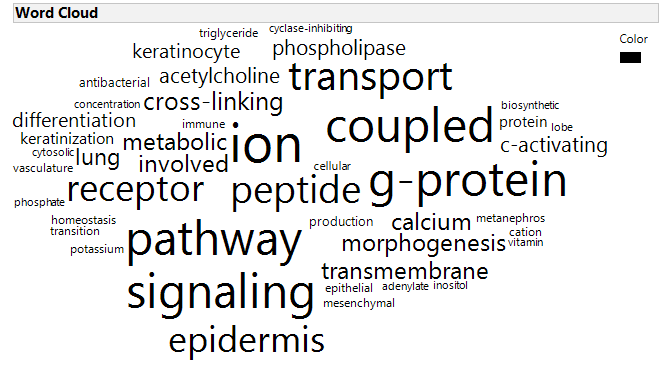 Word Cloud
triglyceride cyclase-inhibiting
Color
keratinocyte phospholipase
antibacterial acetylcholine transport
concentration cross-linking
biosynthetic
differentiation immune coupled protein lobe
keratinization metabolic ion c-activating
cytosolic lung involved cellular
vasculature
receptor peptide g-protein
phosphate
homeostasis production calcium metanephros
transition pathway cation
potassium morphogenesis vitamin
transmembrane
signaling epithelial adenylate inositol
mesenchymal
epidermis